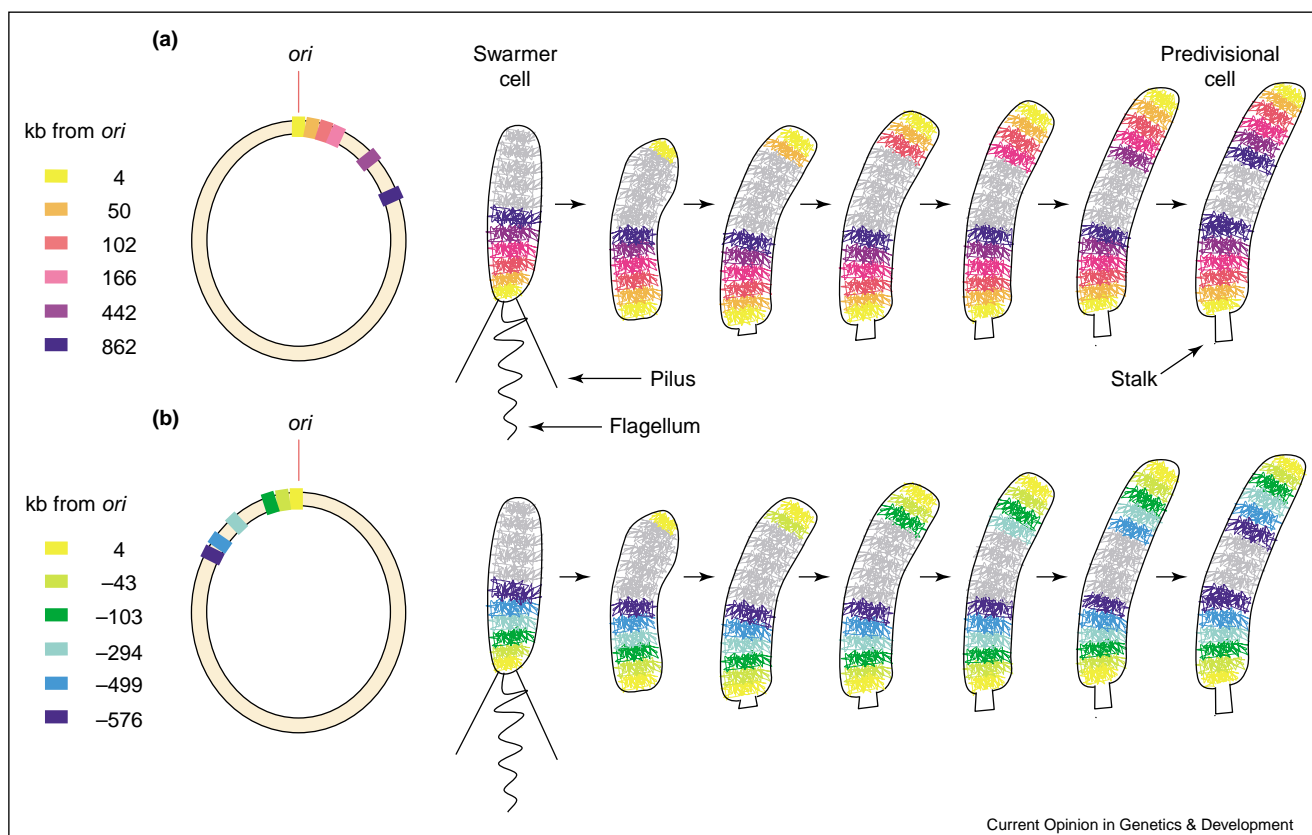 (a)
ori
Swarmer
cell
Predivisional
cell
kb from ori
4
50
102
166
442
862
Pilus
Flagellum
Stalk
(b)
ori
kb from ori
4
–43
–103
–294
–499
–576
Current Opinion in Genetics & Development